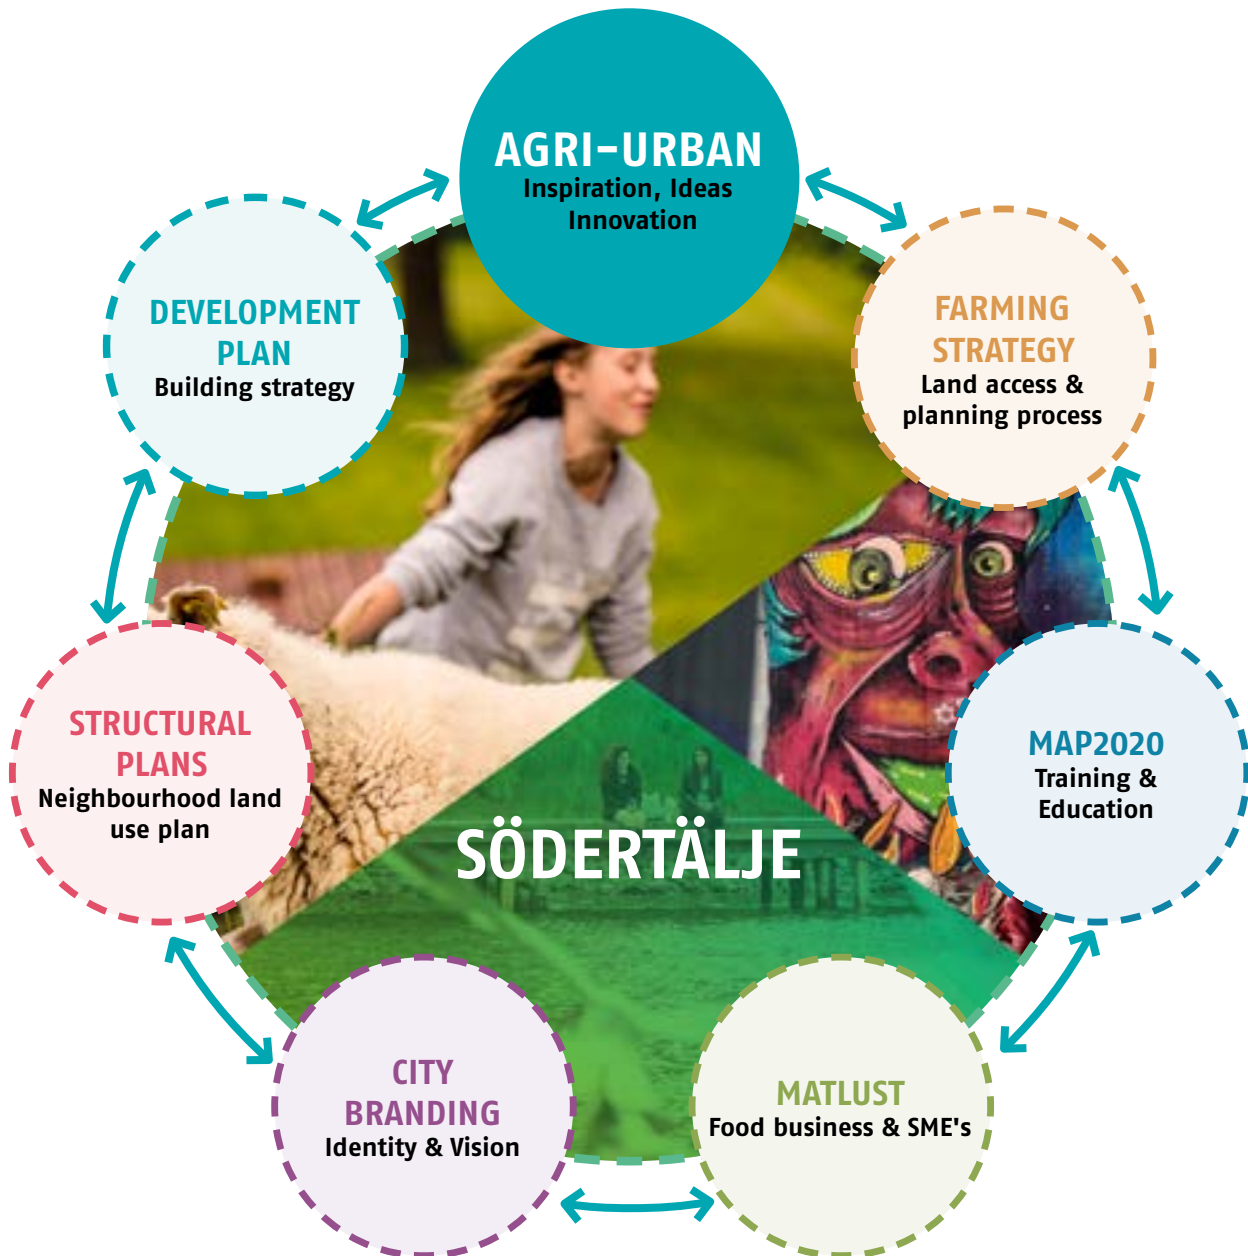 AGRI-URBAN
Inspiration, Ideas
Innovation
DEVELOPMENT
PLAN
Building strategy
FARMING
STRATEGY
Land access &
planning process
STRUCTURAL
PLANS
Neighbourhood land
use plan
MAP2020
Training &
Education
SÖDERTÄLJE
CITY
BRANDING
Identity & Vision
MATLUST
Food business & SME's